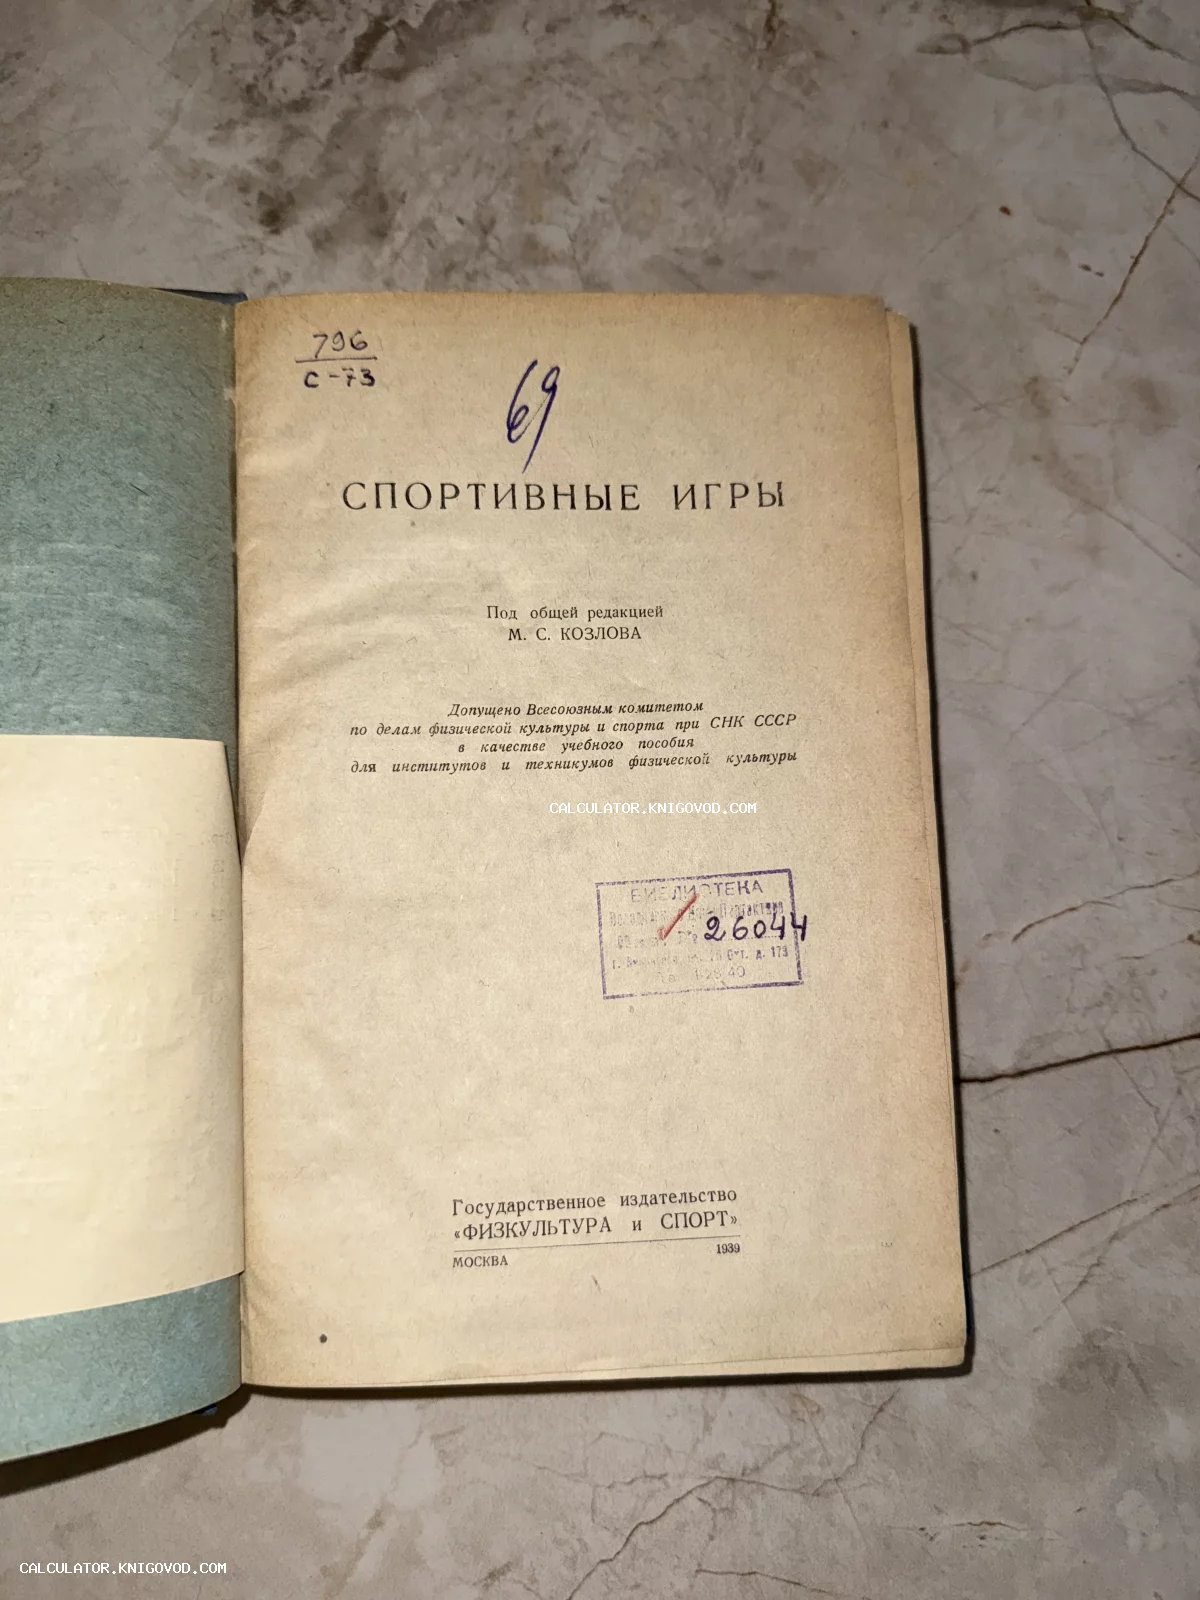 796
С-73
69
СПОРТИВНЫЕ ИГРЫ
Под общей редакцией
М. С. КОЗЛОВА
Допущено Всесоюзным комитетом
по делам физической культуры и спорта при СНК СССР
в качестве учебного пособия
для институтов и техникумов физической культуры
CALCULATOR.KNIGOVOD.COM
БИБЛИОТЕКА
26044
д. 173
Государственное издательство
«ФИЗКУЛЬТУРА и СПОРТ»
МОСКВА 1939
CALCULATOR.KNIGOVOD.COM